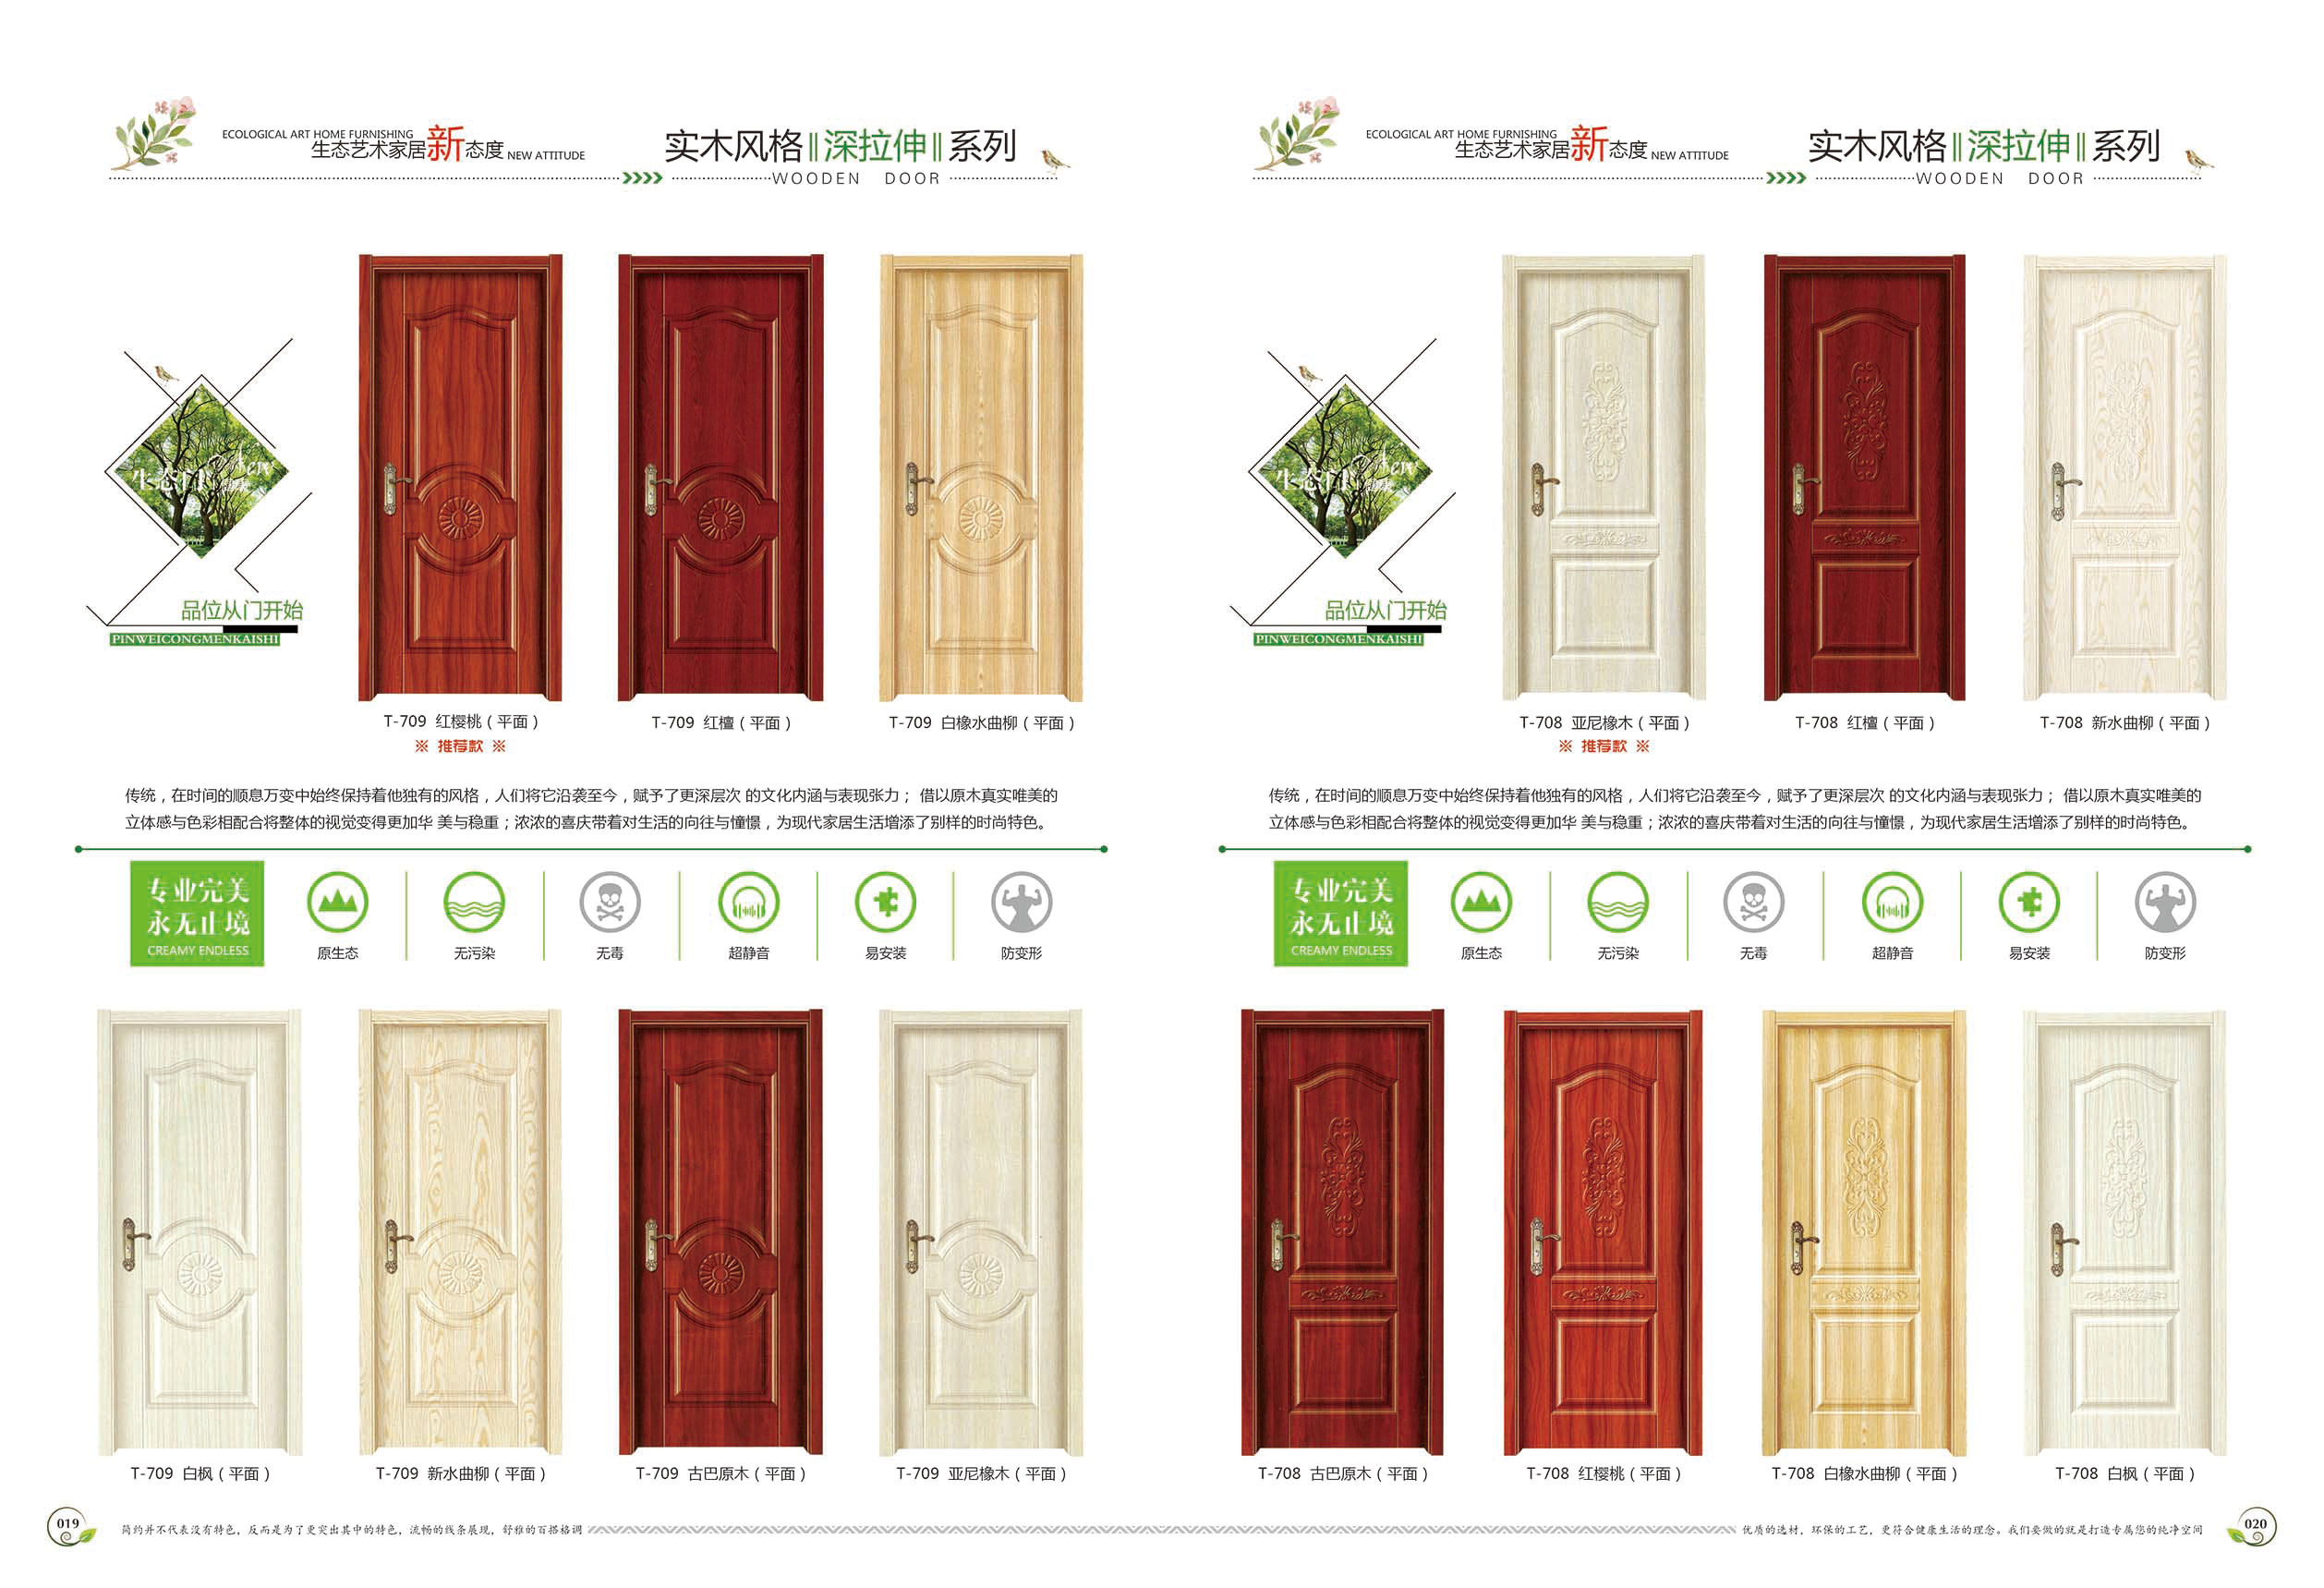 ECOLOGICAL ART HOME FURNISHING
生态艺术家居新态度 NEW ATTITUDE
实木风格‖深拉伸‖系列
WOODEN DOOR
生态门
品位从门开始
PINWEICONGMENKAISHI
T-709 红樱桃（平面）
※ 推荐款 ※
T-709 红檀（平面）
T-709 白橡水曲柳（平面）
传统，在时间的顺息万变中始终保持着他独有的风格，人们将它沿袭至今，赋予了更深层次 的文化内涵与表现张力； 借以原木真实唯美的
立体感与色彩相配合将整体的视觉变得更加华 美与稳重；浓浓的喜庆带着对生活的向往与憧憬，为现代家居生活增添了别样的时尚特色。
专业完美
永无止境
CREAMY ENDLESS
原生态
无污染
无毒
超静音
易安装
防变形
T-709 白枫（平面）
T-709 新水曲柳（平面）
T-709 古巴原木（平面）
T-709 亚尼橡木（平面）
019
简约并不代表没有特色，反而是为了更突出其中的特色，流畅的线条展现，舒雅的百搭格调
ECOLOGICAL ART HOME FURNISHING
生态艺术家居新态度 NEW ATTITUDE
实木风格‖深拉伸‖系列
WOODEN DOOR
生态门
品位从门开始
PINWEICONGMENKAISHI
T-708 亚尼橡木（平面）
※ 推荐款 ※
T-708 红檀（平面）
T-708 新水曲柳（平面）
传统，在时间的顺息万变中始终保持着他独有的风格，人们将它沿袭至今，赋予了更深层次 的文化内涵与表现张力； 借以原木真实唯美的
立体感与色彩相配合将整体的视觉变得更加华 美与稳重；浓浓的喜庆带着对生活的向往与憧憬，为现代家居生活增添了别样的时尚特色。
专业完美
永无止境
CREAMY ENDLESS
原生态
无污染
无毒
超静音
易安装
防变形
T-708 古巴原木（平面）
T-708 红樱桃（平面）
T-708 白橡水曲柳（平面）
T-708 白枫（平面）
优质的选材，环保的工艺，更符合健康生活的理念。我们要做的就是打造专属您的纯净空间
020